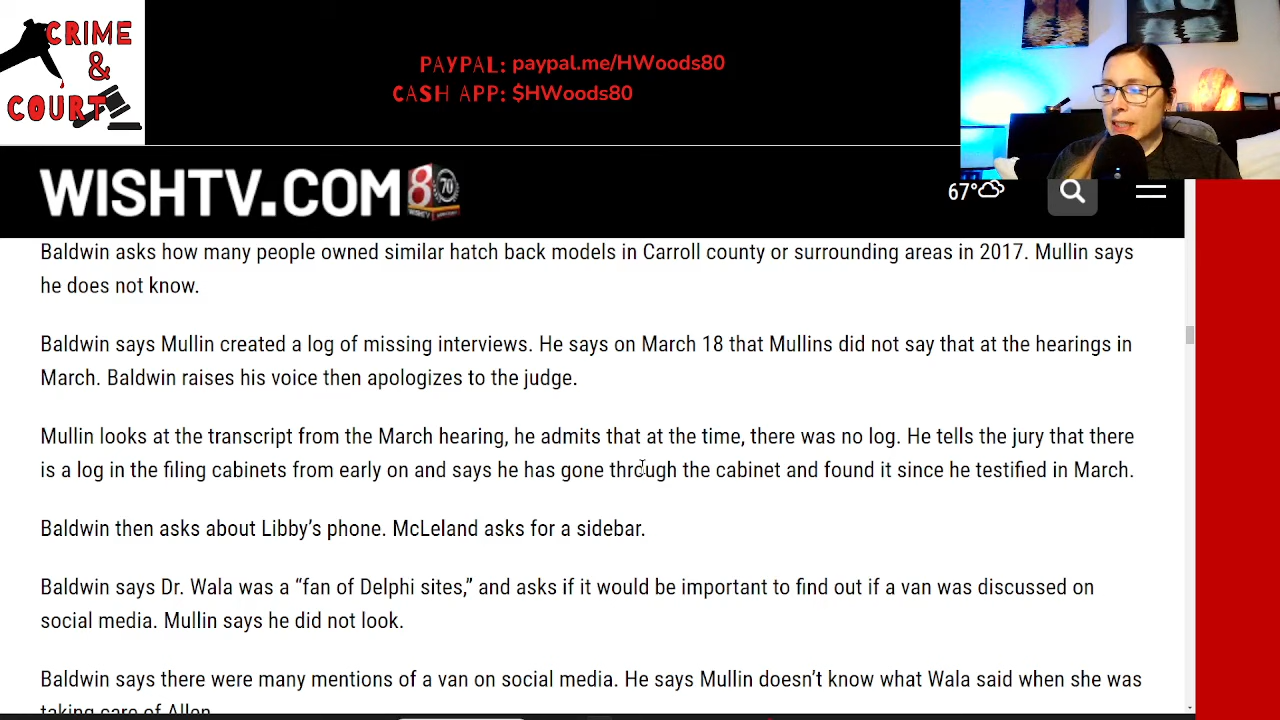 CRIME
&
COURT
PAYPAL: paypal.me/HWoods80
CASH APP: $HWoods80
WISHTV.COM 8 70
67°
Baldwin asks how many people owned similar hatch back models in Carroll county or surrounding areas in 2017. Mullin says
he does not know.
Baldwin says Mullin created a log of missing interviews. He says on March 18 that Mullins did not say that at the hearings in
March. Baldwin raises his voice then apologizes to the judge.
Mullin looks at the transcript from the March hearing, he admits that at the time, there was no log. He tells the jury that there
is a log in the filing cabinets from early on and says he has gone through the cabinet and found it since he testified in March.
Baldwin then asks about Libby’s phone. McLeland asks for a sidebar.
Baldwin says Dr. Wala was a “fan of Delphi sites,” and asks if it would be important to find out if a van was discussed on
social media. Mullin says he did not look.
Baldwin says there were many mentions of a van on social media. He says Mullin doesn’t know what Wala said when she was
taking care of Allen.